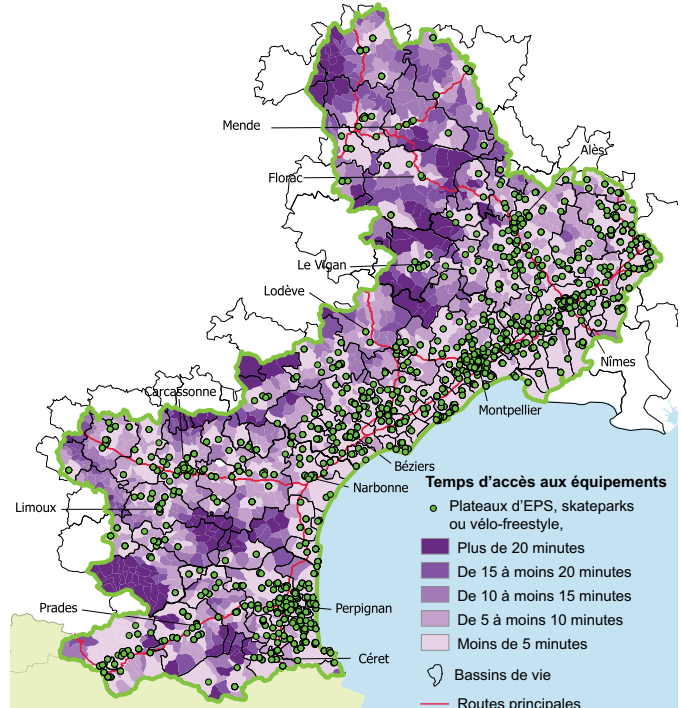 Mende
Alès
Florac
Le Vigan
Lodève
Carcassonne
Nîmes
Montpellier
Béziers
Narbonne
Limoux
Prades
Perpignan
Céret
Temps d'accès aux équipements
Plateaux d'EPS, skateparks
ou vélo-freestyle,
Plus de 20 minutes
De 15 à moins 20 minutes
De 10 à moins 15 minutes
De 5 à moins 10 minutes
Moins de 5 minutes
Bassins de vie
Routes principales